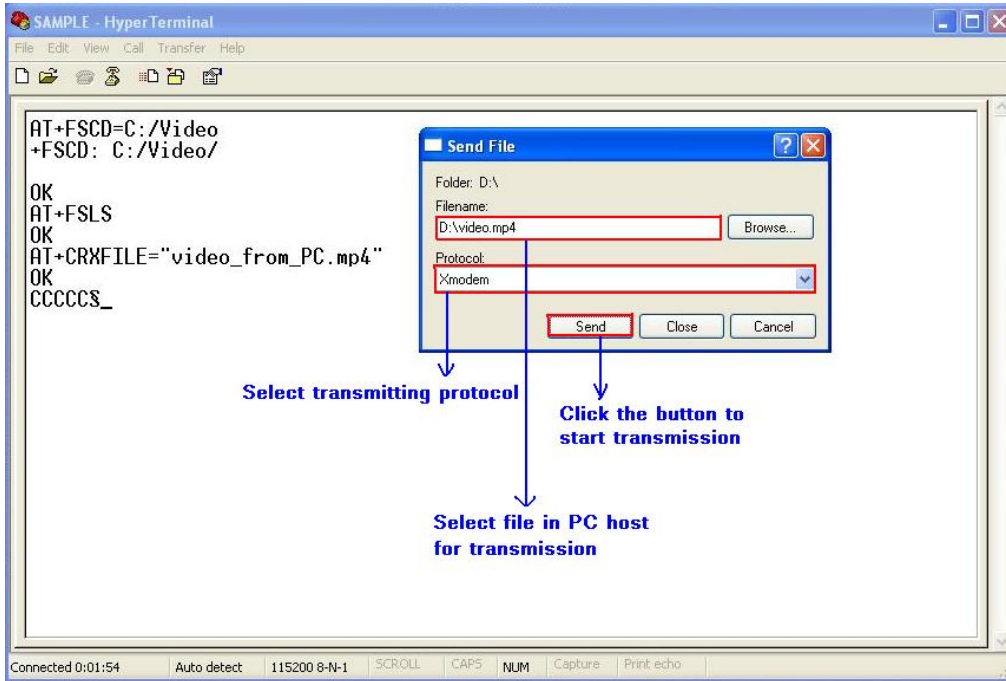 SAMPLE - HyperTerminal
File Edit View Call Transfer Help
AT+FSCD=C:/Video
+FSCD: C:/Video/
OK
AT+FSLS
OK
AT+CRXFILE="video_from_PC.mp4"
OK
CCCCC§_
Send File
Folder: D:\
Filename:
D:\video.mp4
Browse...
Protocol:
Xmodem
Send Close Cancel
Select transmitting protocol
Click the button to
start transmission
Select file in PC host
for transmission
Connected 0:01:54 Auto detect 115200 8-N-1 SCROLL CAPS NUM Capture Print echo